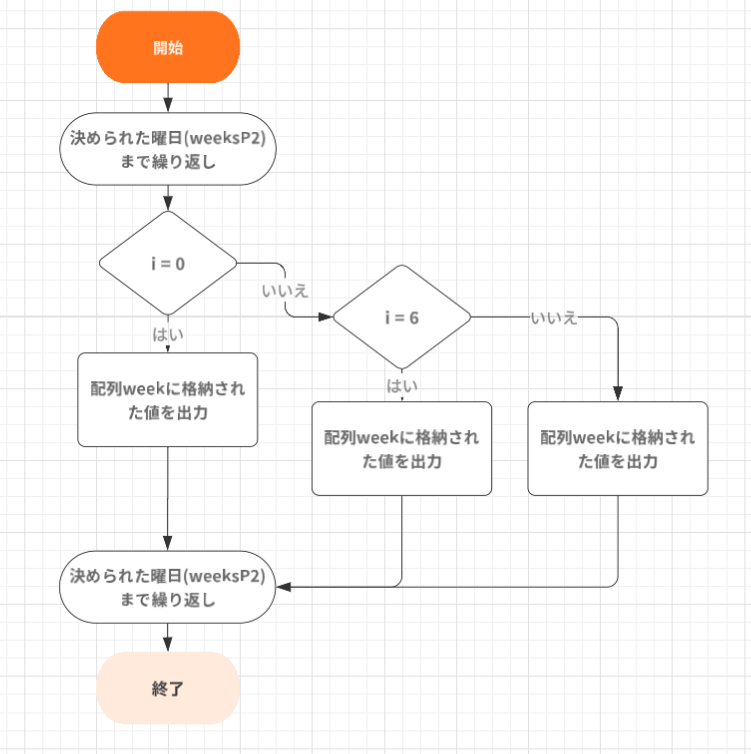 開始
決められた曜日(weeksP2)
まで繰り返し
i = 0
いいえ
i = 6
いいえ
はい
配列weekに格納され
た値を出力
はい
配列weekに格納され
た値を出力
配列weekに格納され
た値を出力
決められた曜日(weeksP2)
まで繰り返し
終了